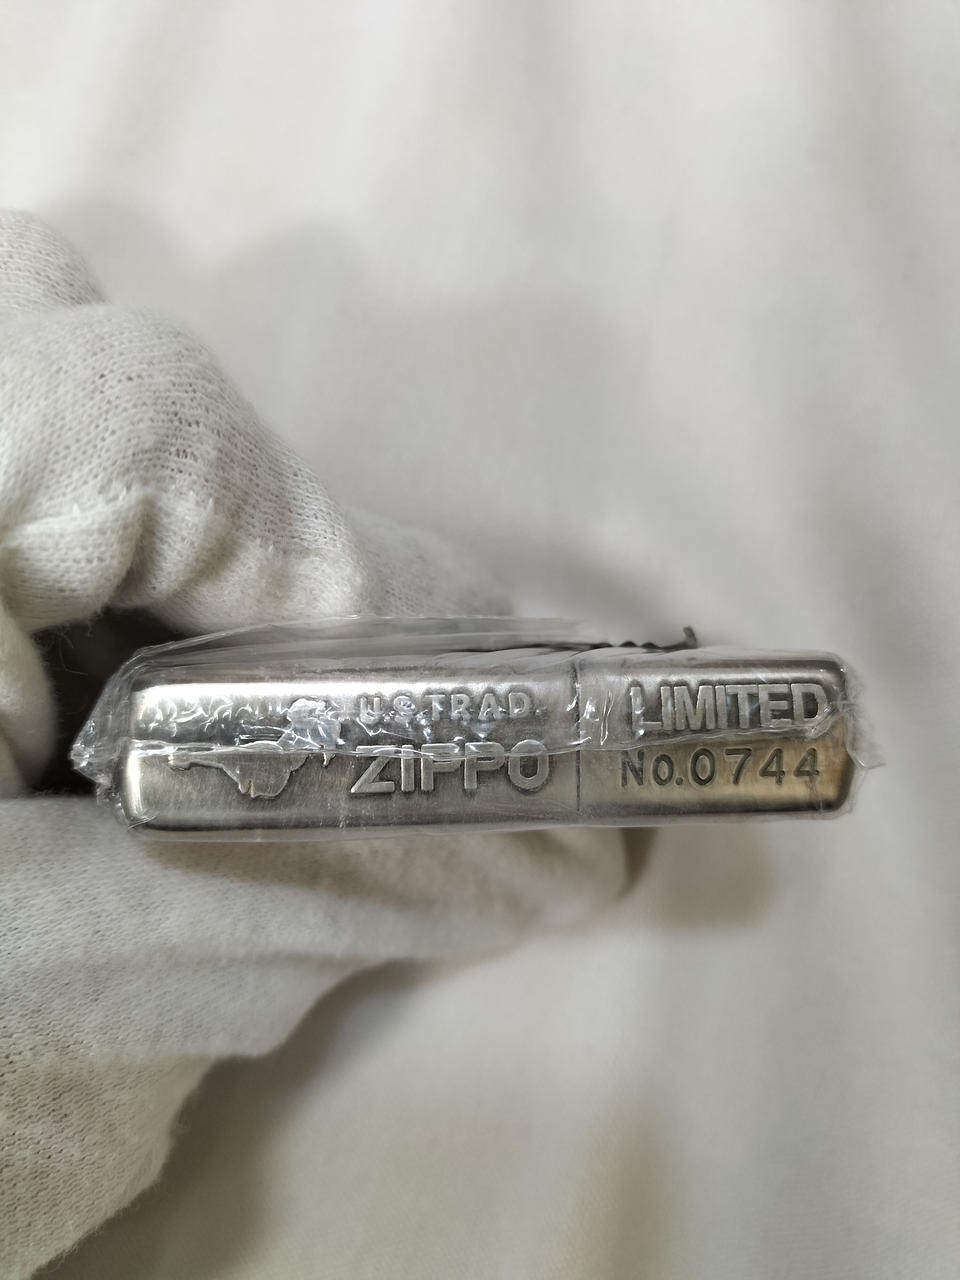 U.S.TRAD.
ZIPPO
LIMITED
No.0744